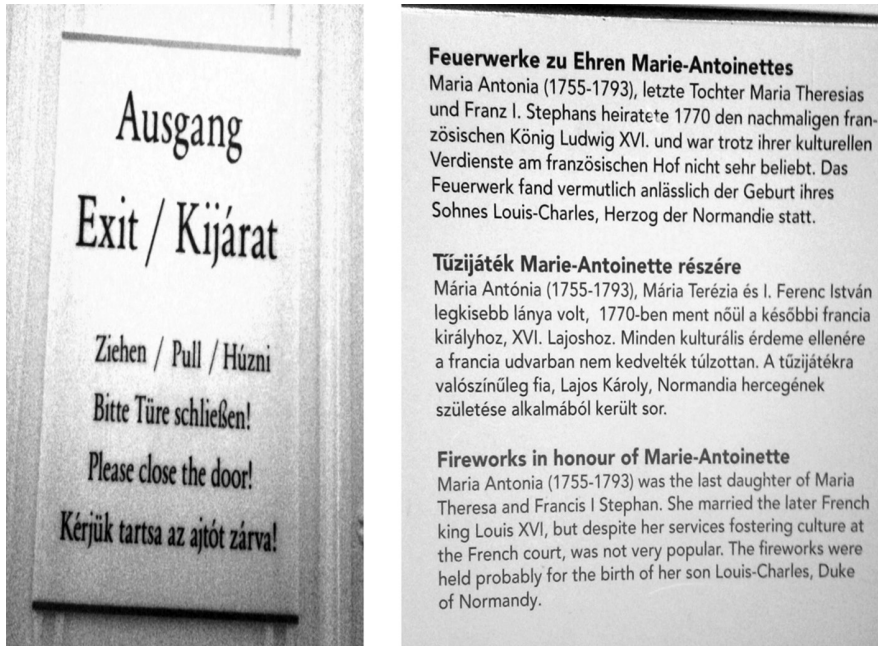 Ausgang
Exit / Kijárat
Ziehen / Pull / Húzni
Bitte Türe schließen!
Please close the door!
Kérjük tartsa az ajtót zárva!
Feuerwerke zu Ehren Marie-Antoinettes
Maria Antonia (1755-1793), letzte Tochter Maria Theresias
und Franz I. Stephans heiratete 1770 den nachmaligen fran-
zösischen König Ludwig XVI. und war trotz ihrer kulturellen
Verdienste am französischen Hof nicht sehr beliebt. Das
Feuerwerk fand vermutlich anlässlich der Geburt ihres
Sohnes Louis-Charles, Herzog der Normandie statt.
Tűzijáték Marie-Antoinette részére
Mária Antónia (1755-1793), Mária Terézia és I. Ferenc István
legkisebb lánya volt, 1770-ben ment nőül a későbbi francia
királyhoz, XVI. Lajoshoz. Minden kulturális érdeme ellenére
a francia udvarban nem kedvelték túlzottan. A tűzijátékra
valószínűleg fia, Lajos Károly, Normandia hercegének
születése alkalmából került sor.
Fireworks in honour of Marie-Antoinette
Maria Antonia (1755-1793) was the last daughter of Maria
Theresa and Francis I Stephan. She married the later French
king Louis XVI, but despite her services fostering culture at
the French court, was not very popular. The fireworks were
held probably for the birth of her son Louis-Charles, Duke
of Normandy.